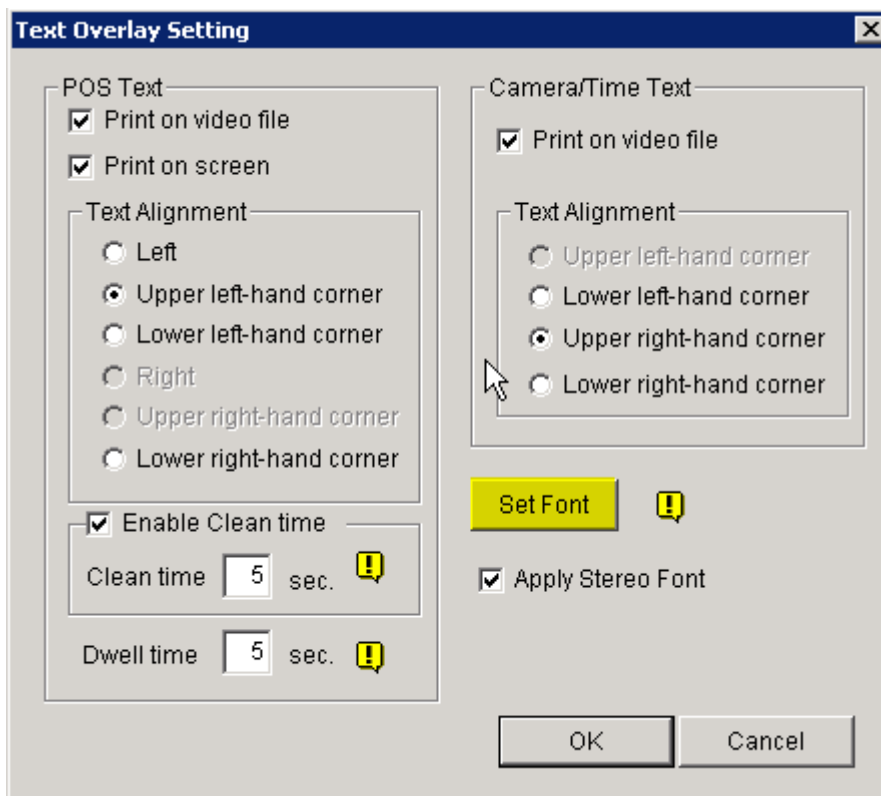 Text Overlay Setting
POS Text
Print on video file
Print on screen
Text Alignment
Left
Upper left-hand corner
Lower left-hand corner
Right
Upper right-hand corner
Lower right-hand corner
Enable Clean time
Clean time 5 sec.
Dwell time 5 sec.
Camera/Time Text
Print on video file
Text Alignment
Upper left-hand corner
Lower left-hand corner
Upper right-hand corner
Lower right-hand corner
Set Font
Apply Stereo Font
OK Cancel